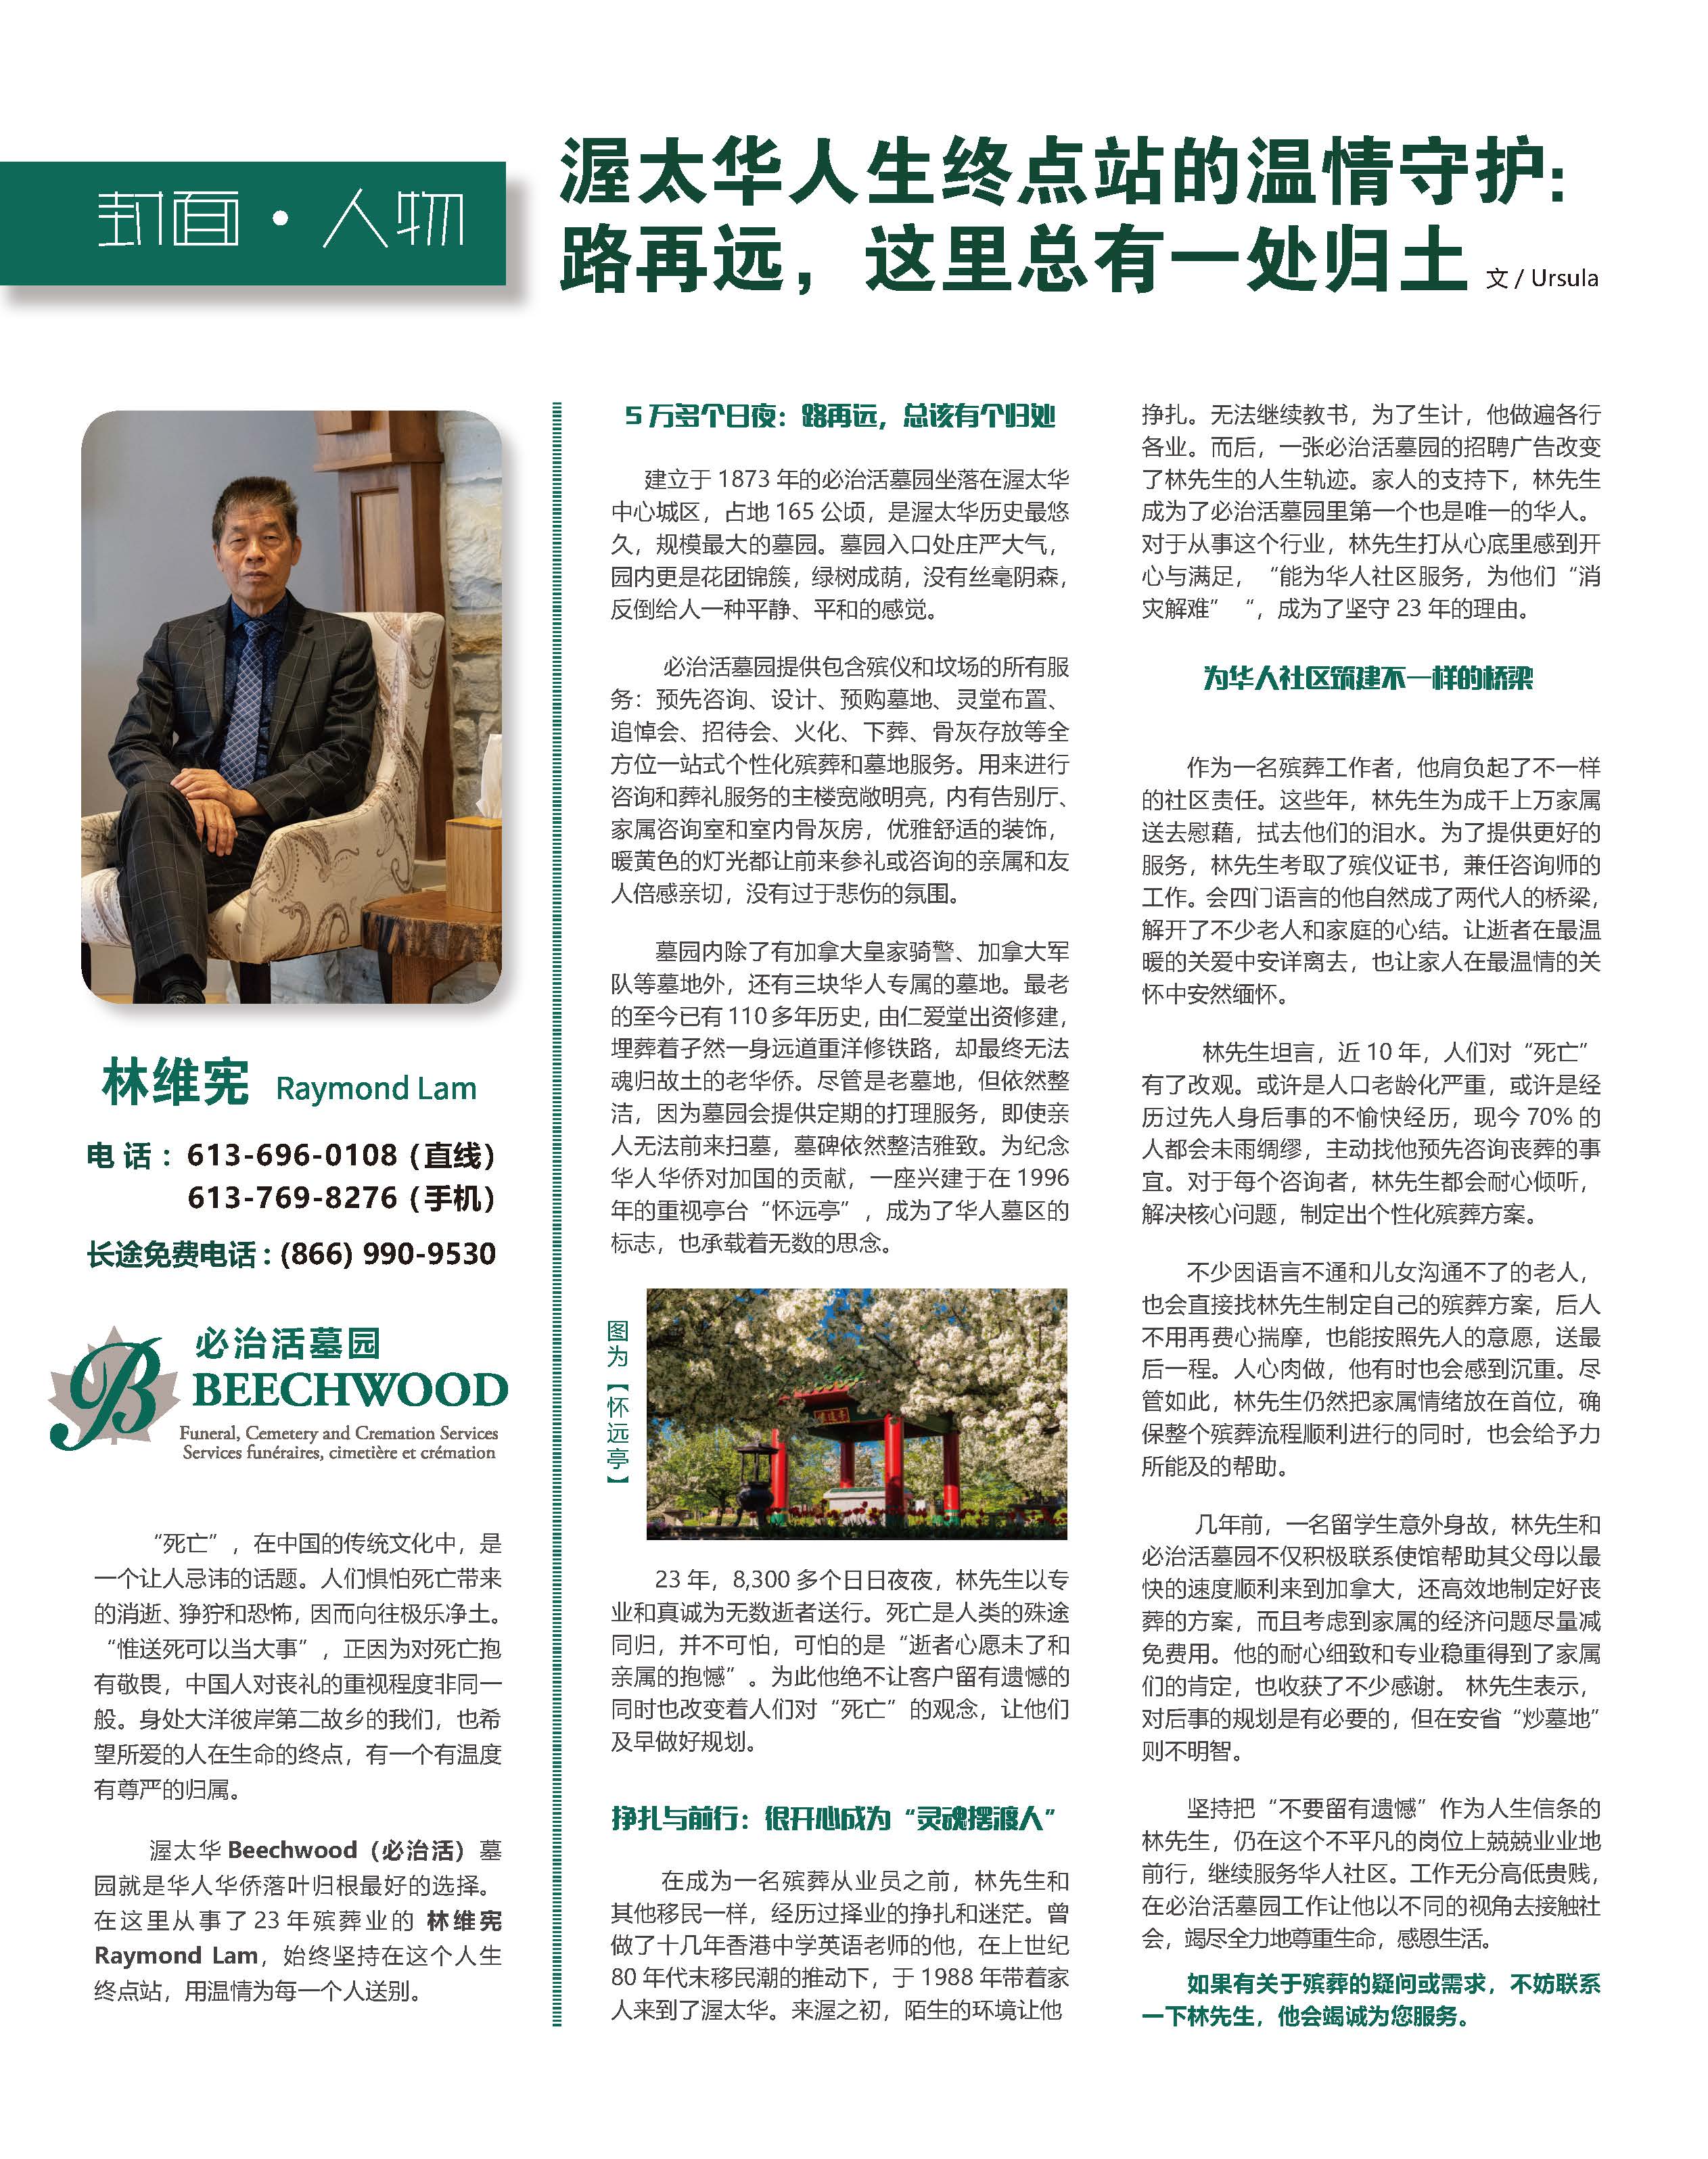 封面·人物
渥太华人生终点站的温情守护：
路再远，这里总有一处归土 文 / Ursula
林维宪 Raymond Lam
电 话 ： 613-696-0108 (直线)
613-769-8276 (手机)
长途免费电话 : (866) 990-9530
必治活墓园
BEECHWOOD
Funeral, Cemetery and Cremation Services
Services funéraires, cimetière et crémation
“死亡”，在中国的传统文化中，是
一个让人忌讳的话题。人们惧怕死亡带来
的消逝、狰狞和恐怖，因而向往极乐净土。
“惟送死可以当大事”，正因为对死亡抱
有敬畏，中国人对丧礼的重视程度非同一
般。身处大洋彼岸第二故乡的我们，也希
望所爱的人在生命的终点，有一个有温度
有尊严的归属。
渥太华 Beechwood（必治活）墓
园就是华人华侨落叶归根最好的选择。
在这里从事了 23 年殡葬业的 林维宪
Raymond Lam，始终坚持在这个人生
终点站，用温情为每一个人送别。
5 万多个日夜：路再远，总该有个归处
建立于 1873 年的必治活墓园坐落在渥太华
中心城区，占地 165 公顷，是渥太华历史最悠
久，规模最大的墓园。墓园入口处庄严大气，
园内更是花团锦簇，绿树成荫，没有丝毫阴森，
反倒给人一种平静、平和的感觉。
必治活墓园提供包含殡仪和坟场的所有服
务：预先咨询、设计、预购墓地、灵堂布置、
追悼会、招待会、火化、下葬、骨灰存放等全
方位一站式个性化殡葬和墓地服务。用来进行
咨询和葬礼服务的主楼宽敞明亮，内有告别厅、
家属咨询室和室内骨灰房，优雅舒适的装饰，
暖黄色的灯光都让前来参礼或咨询的亲属和友
人倍感亲切，没有过于悲伤的氛围。
墓园内除了有加拿大皇家骑警、加拿大军
队等墓地外，还有三块华人专属的墓地。最老
的至今已有 110 多年历史，由仁爱堂出资修建，
埋葬着孑然一身远道重洋修铁路，却最终无法
魂归故土的老华侨。尽管是老墓地，但依然整
洁，因为墓园会提供定期的打理服务，即使亲
人无法前来扫墓，墓碑依然整洁雅致。为纪念
华人华侨对加国的贡献，一座兴建于在 1996
年的重视亭台“怀远亭”，成为了华人墓区的
标志，也承载着无数的思念。
图为【怀远亭】
23 年，8,300 多个日日夜夜，林先生以专
业和真诚为无数逝者送行。死亡是人类的殊途
同归，并不可怕，可怕的是“逝者心愿未了和
亲属的抱憾”。为此他绝不让客户留有遗憾的
同时也改变着人们对“死亡”的观念，让他们
及早做好规划。
挣扎与前行：很开心成为“灵魂摆渡人”
在成为一名殡葬从业员之前，林先生和
其他移民一样，经历过择业的挣扎和迷茫。曾
做了十几年香港中学英语老师的他，在上世纪
80 年代末移民潮的推动下，于 1988 年带着家
人来到了渥太华。来渥之初，陌生的环境让他
挣扎。无法继续教书，为了生计，他做遍各行
各业。而后，一张必治活墓园的招聘广告改变
了林先生的人生轨迹。家人的支持下，林先生
成为了必治活墓园里第一个也是唯一的华人。
对于从事这个行业，林先生打从心底里感到开
心与满足，“能为华人社区服务，为他们“消
灾解难”“，成为了坚守 23 年的理由。
为华人社区筑建不一样的桥梁
作为一名殡葬工作者，他肩负起了不一样
的社区责任。这些年，林先生为成千上万家属
送去慰藉，拭去他们的泪水。为了提供更好的
服务，林先生考取了殡仪证书，兼任咨询师的
工作。会四门语言的他自然成了两代人的桥梁，
解开了不少老人和家庭的心结。让逝者在最温
暖的关爱中安详离去，也让家人在最温情的关
怀中安然缅怀。
林先生坦言，近 10 年，人们对“死亡”
有了改观。或许是人口老龄化严重，或许是经
历过先人身后事的不愉快经历，现今 70% 的
人都会未雨绸缪，主动找他预先咨询丧葬的事
宜。对于每个咨询者，林先生都会耐心倾听，
解决核心问题，制定出个性化殡葬方案。
不少因语言不通和儿女沟通不了的老人，
也会直接找林先生制定自己的殡葬方案，后人
不用再费心揣摩，也能按照先人的意愿，送最
后一程。人心肉做，他有时也会感到沉重。尽
管如此，林先生仍然把家属情绪放在首位，确
保整个殡葬流程顺利进行的同时，也会给予力
所能及的帮助。
几年前，一名留学生意外身故，林先生和
必治活墓园不仅积极联系使馆帮助其父母以最
快的速度顺利来到加拿大，还高效地制定好丧
葬的方案，而且考虑到家属的经济问题尽量减
免费用。他的耐心细致和专业稳重得到了家属
们的肯定，也收获了不少感谢。 林先生表示，
对后事的规划是有必要的，但在安省“炒墓地”
则不明智。
坚持把“不要留有遗憾”作为人生信条的
林先生，仍在这个不平凡的岗位上兢兢业业地
前行，继续服务华人社区。工作无分高低贵贱，
在必治活墓园工作让他以不同的视角去接触社
会，竭尽全力地尊重生命，感恩生活。
如果有关于殡葬的疑问或需求，不妨联系
一下林先生，他会竭诚为您服务。